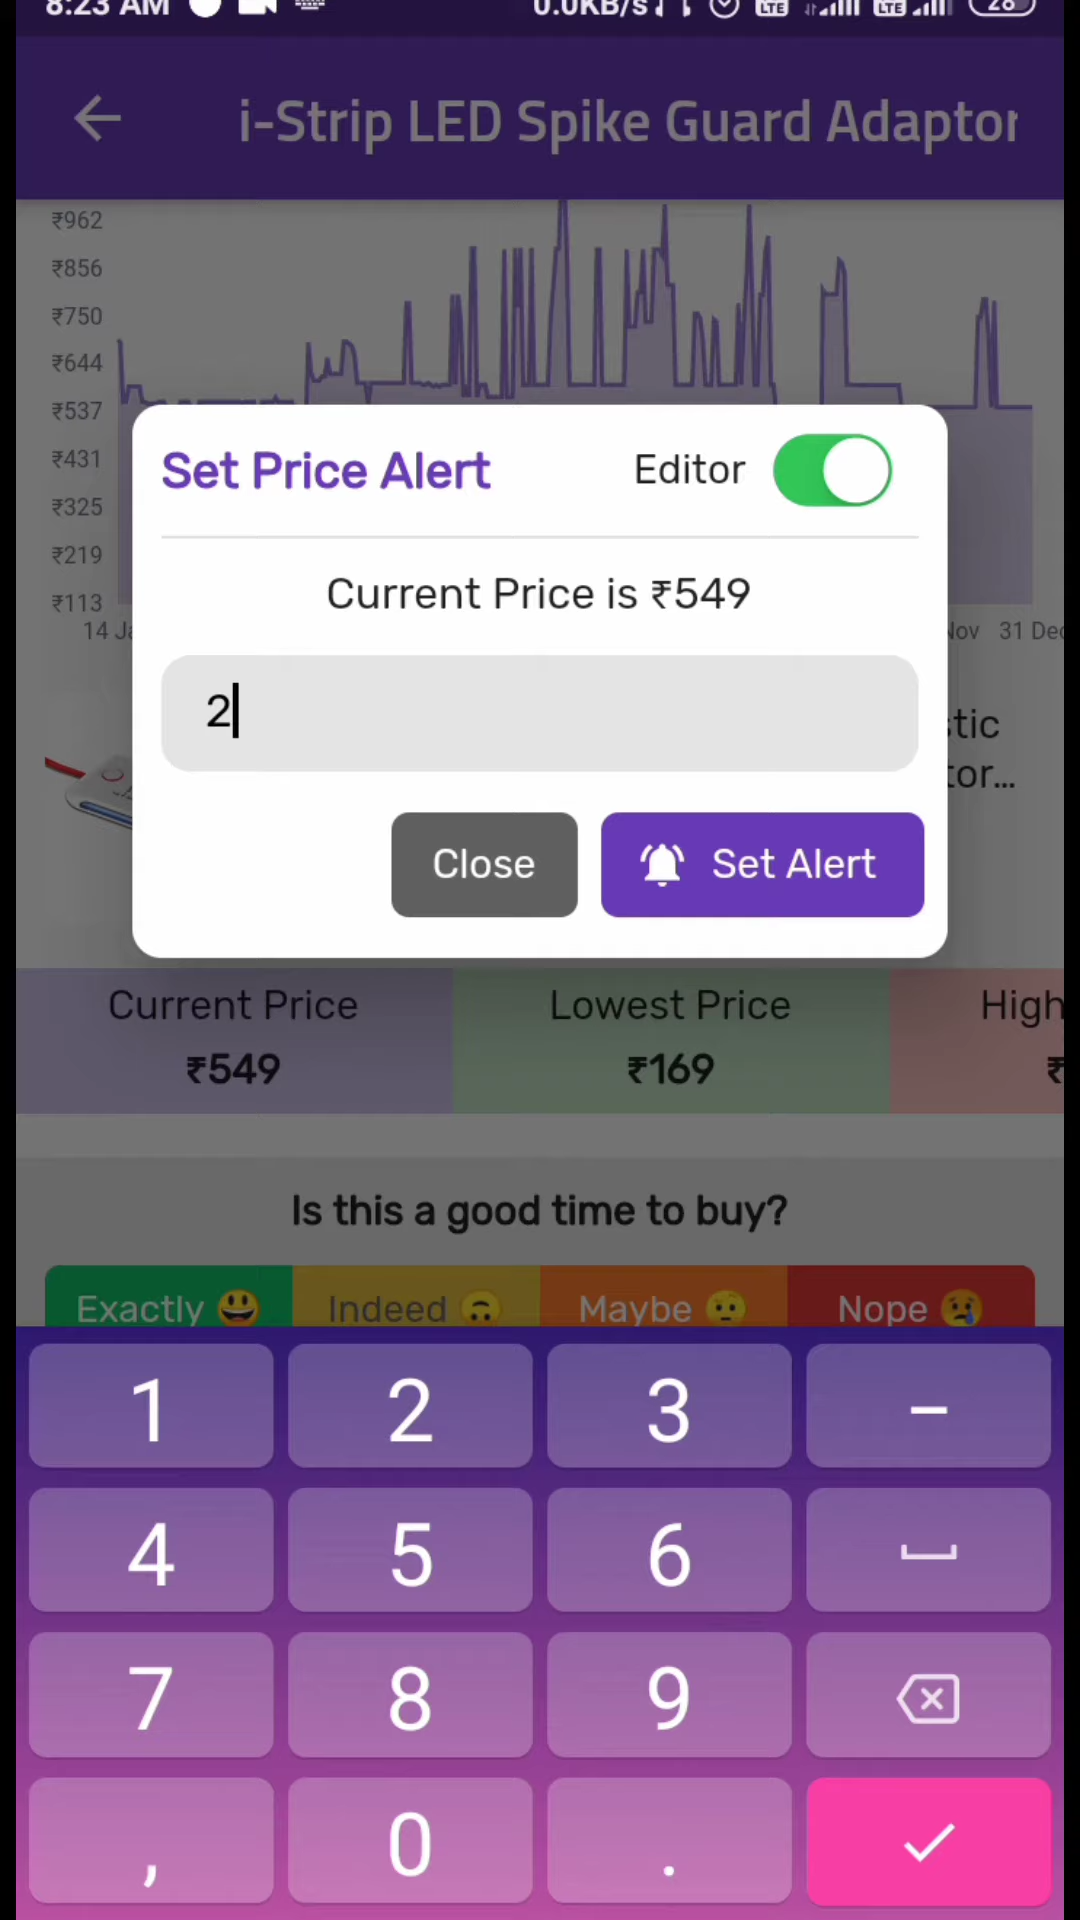 8:23 AM 0.0KB/s LTE LTE 28
i-Strip LED Spike Guard Adaptor
₹962
₹856
₹750
₹644
₹537
₹431
₹325
₹219
₹113
14 Ja
Nov 31 Dec
Set Price Alert Editor
Current Price is ₹549
2
stic
tor...
Close Set Alert
Current Price Lowest Price High
₹549 ₹169 ₹
Is this a good time to buy?
Exactly 😃 Indeed 🙃 Maybe 🤨 Nope 😢
1 2 3 –
4 5 6
7 8 9
, 0 .